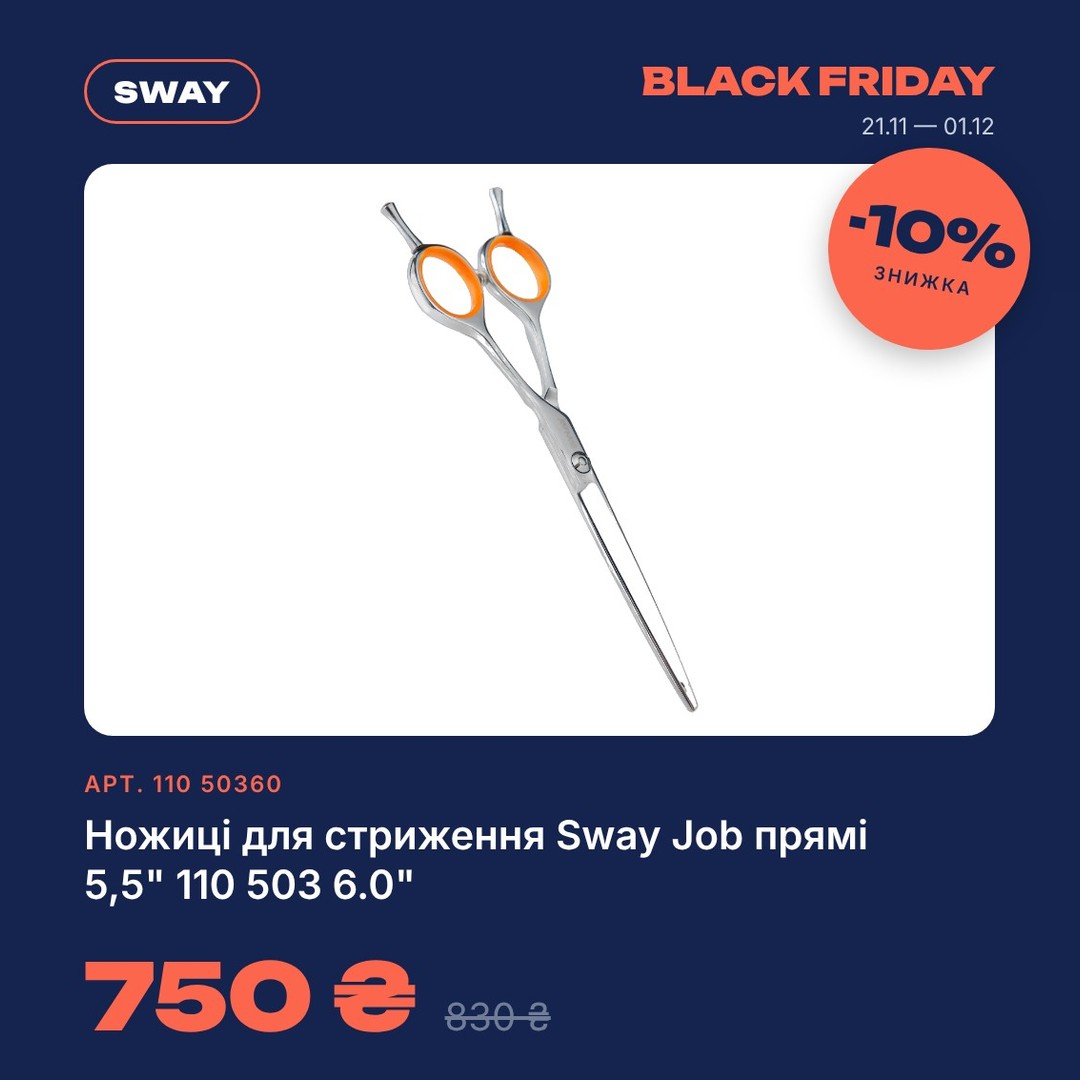 SWAY
BLACK FRIDAY
21.11 — 01.12
-10%
ЗНИЖКА
АРТ. 110 50360
Ножиці для стриження Sway Job прямі
5,5" 110 503 6.0"
750 ₴
830 ₴